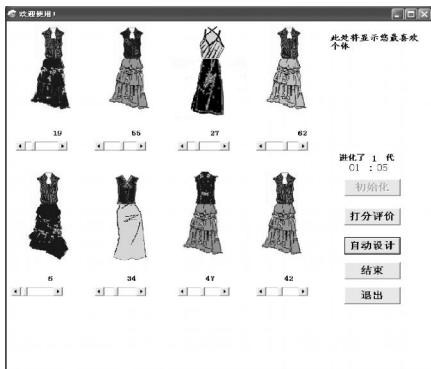 欢迎使用！
此处将显示您最喜欢
个体
19 55 27 62
进化了 1 代
01 : 05
初始化
打分评价
自动设计
6 34 47 42
结束
退出